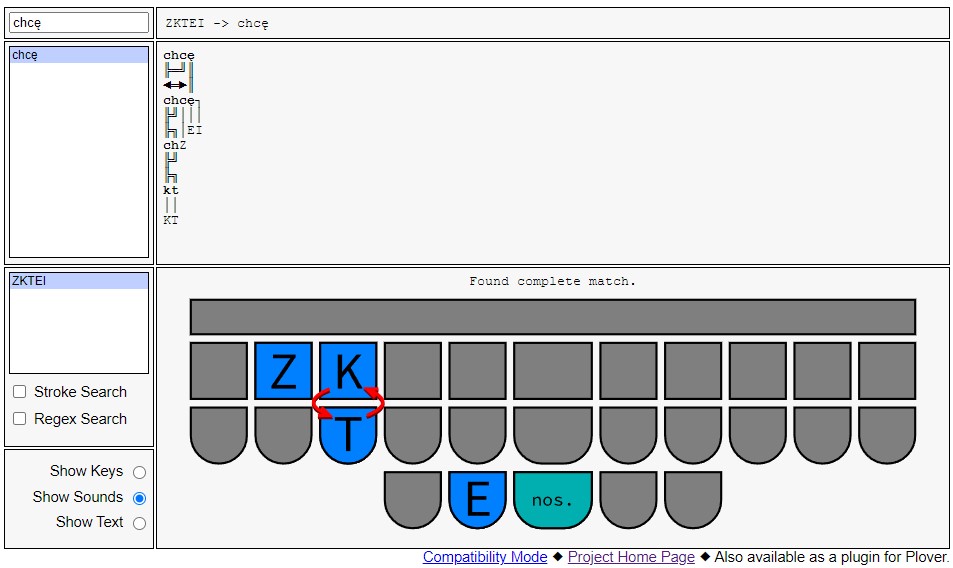 chcę
ZKTEI -> chcę
chcę
chcę
chcę
EI
chZ
kt
KT
ZKTEI
Stroke Search
Regex Search
Show Keys
Show Sounds
Show Text
Found complete match.
Z K
T
E nos.
Compatibility Mode ◆ Project Home Page ◆ Also available as a plugin for Plover.